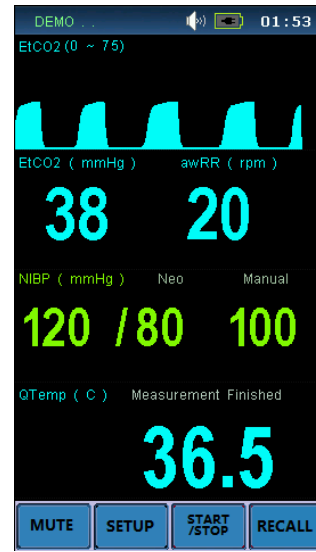 DEMO . . 01:53
EtCO2 (0 ~ 75)
EtCO2 ( mmHg ) awRR ( rpm )
38 20
NIBP ( mmHg ) Neo Manual
120 / 80 100
QTemp ( C ) Measurement Finished
36.5
MUTE SETUP START /STOP RECALL